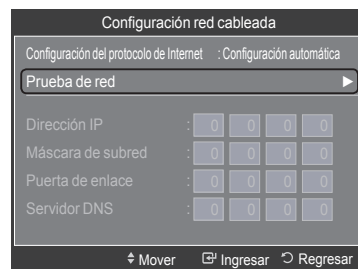 Configuración red cableada
Configuración del protocolo de Internet : Configuración automática
Prueba de red
Dirección IP : 0 0 0 0
Máscara de subred : 0 0 0 0
Puerta de enlace : 0 0 0 0
Servidor DNS : 0 0 0 0
Mover Ingresar Regresar